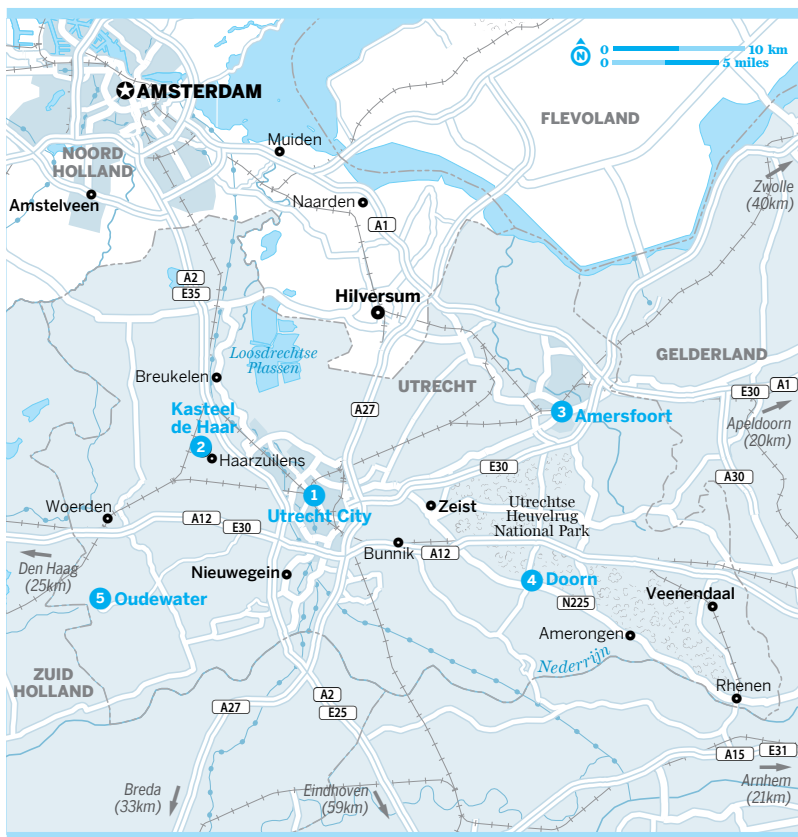 N
0 10 km
0 5 miles
AMSTERDAM
FLEVOLAND
Muiden
NOORD
HOLLAND
Zwolle
(40km)
Amstelveen
Naarden
A1
A2
E35
Hilversum
Loosdrechtse
Plassen
GELDERLAND
Breukelen
UTRECHT
E30
A1
Kasteel
de Haar
A27
3
Amersfoort
Apeldoorn
(20km)
2
Haarzuilens
E30
A30
1
Utrecht City
Woerden
Zeist
Utrechtse
Heuvelrug
National Park
A12
E30
Bunnik
A12
Den Haag
(25km)
Nieuwegein
4
Doorn
5
Oudewater
N225
Veenendaal
Amerongen
Nederrijn
ZUID
HOLLAND
Rhenen
A27
A2
E25
A15
E31
Breda
(33km)
Eindhoven
(59km)
Arnhem
(21km)